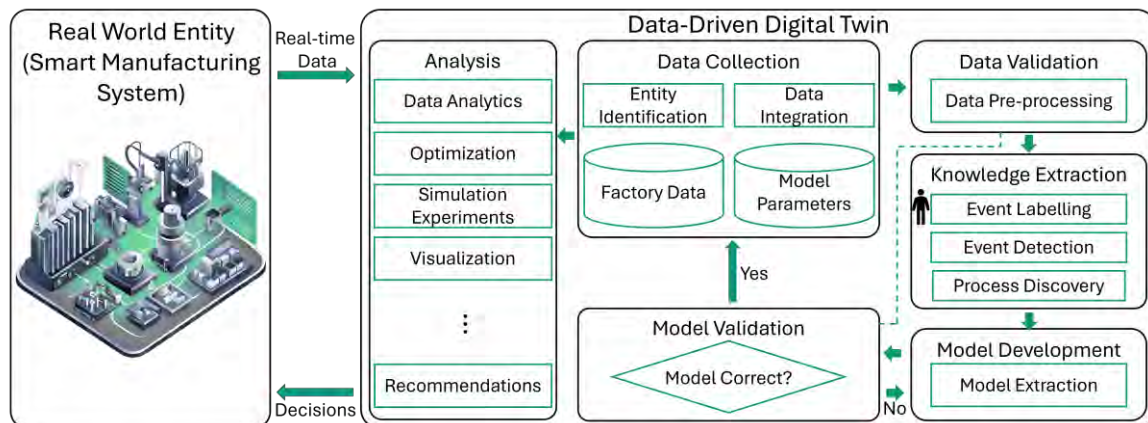 Real World Entity
(Smart Manufacturing
System)
Real-time
Data
Decisions
Data-Driven Digital Twin
Analysis
Data Analytics
Optimization
Simulation
Experiments
Visualization
⋮
Recommendations
Data Collection
Entity
Identification
Data
Integration
Factory Data
Model
Parameters
Data Validation
Data Pre-processing
Knowledge Extraction
Event Labelling
Event Detection
Process Discovery
Yes
Model Validation
Model Correct?
No
Model Development
Model Extraction